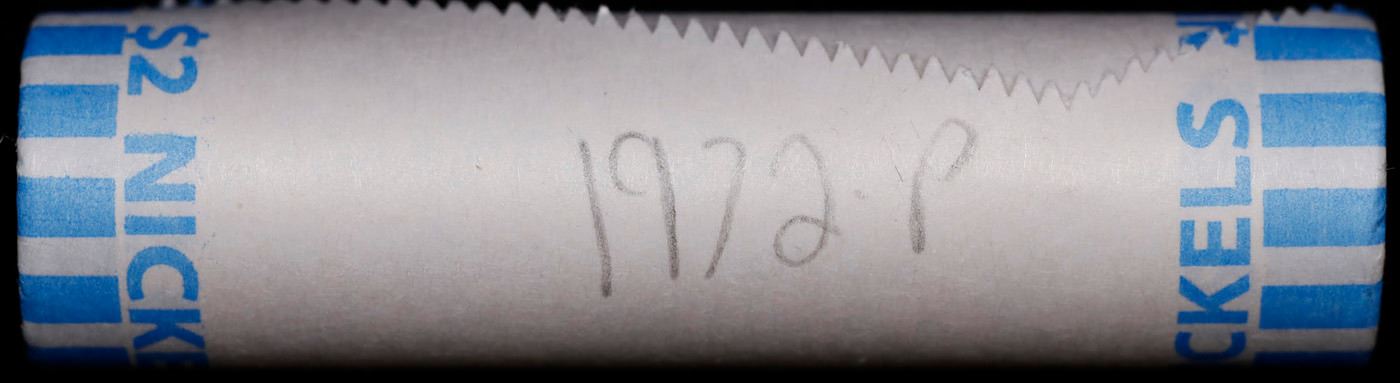 $2 NICKE
1972-P
CKELS